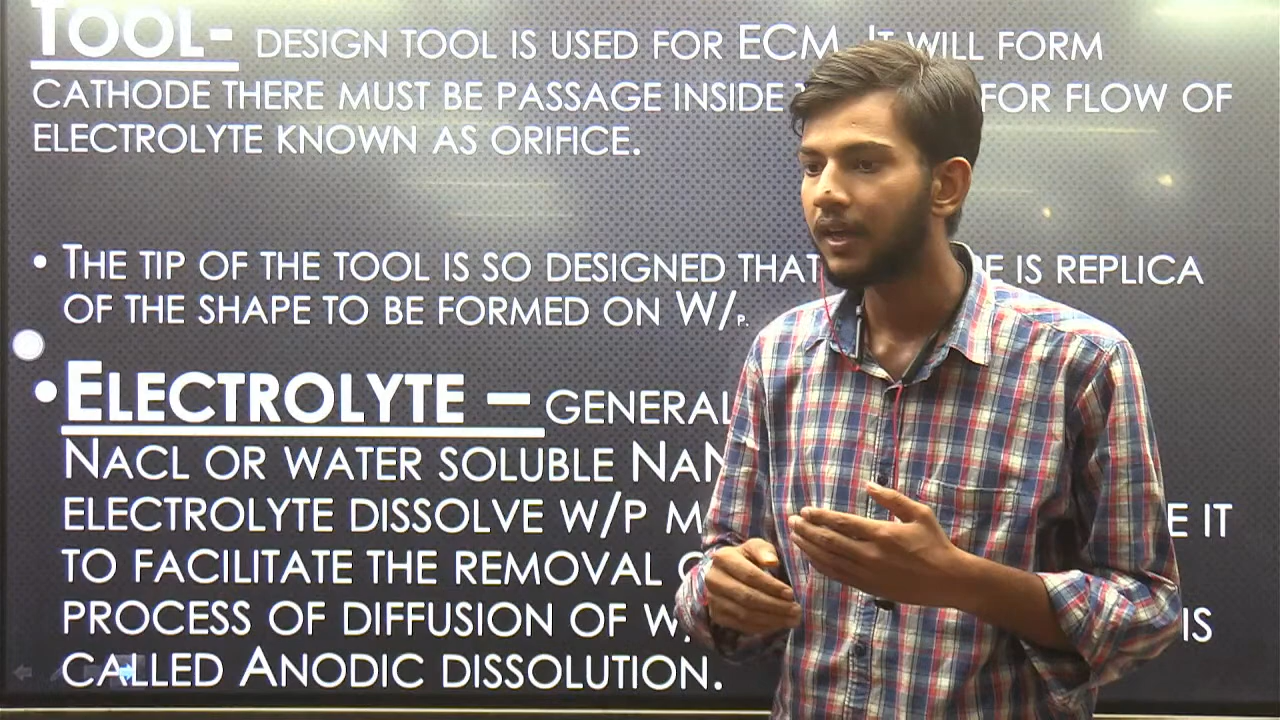 TOOL- DESIGN TOOL IS USED FOR ECM. IT WILL FORM
CATHODE THERE MUST BE PASSAGE INSIDE FOR FLOW OF
ELECTROLYTE KNOWN AS ORIFICE.
• THE TIP OF THE TOOL IS SO DESIGNED THAT IS REPLICA
OF THE SHAPE TO BE FORMED ON W/P.
• ELECTROLYTE –
NACL OR WATER SOLUBLE
ELECTROLYTE DISSOLVE W/P IT
TO FACILITATE THE REMOVAL
PROCESS OF DIFFUSION OF IS
CALLED ANODIC DISSOLUTION.